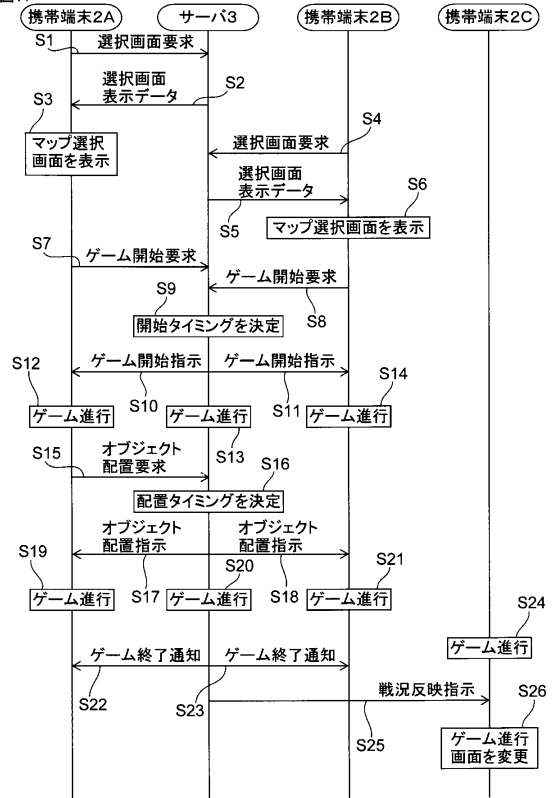 携帯端末2A
サーバ3
携帯端末2B
携帯端末2C
S1
選択画面要求
選択画面
表示データ
S2
S3
マップ選択
画面を表示
S4
選択画面要求
選択画面
表示データ
S5
S6
マップ選択画面を表示
S7
ゲーム開始要求
ゲーム開始要求
S8
S9
開始タイミングを決定
S12
ゲーム開始指示
ゲーム開始指示
S14
S10
S11
ゲーム進行
ゲーム進行
ゲーム進行
S13
S15
オブジェクト
配置要求
S16
配置タイミングを決定
オブジェクト
配置指示
オブジェクト
配置指示
S19
S17
S20
S18
S21
ゲーム進行
ゲーム進行
ゲーム進行
S24
ゲーム進行
ゲーム終了通知
ゲーム終了通知
S22
S23
戦況反映指示
S25
S26
ゲーム進行
画面を変更